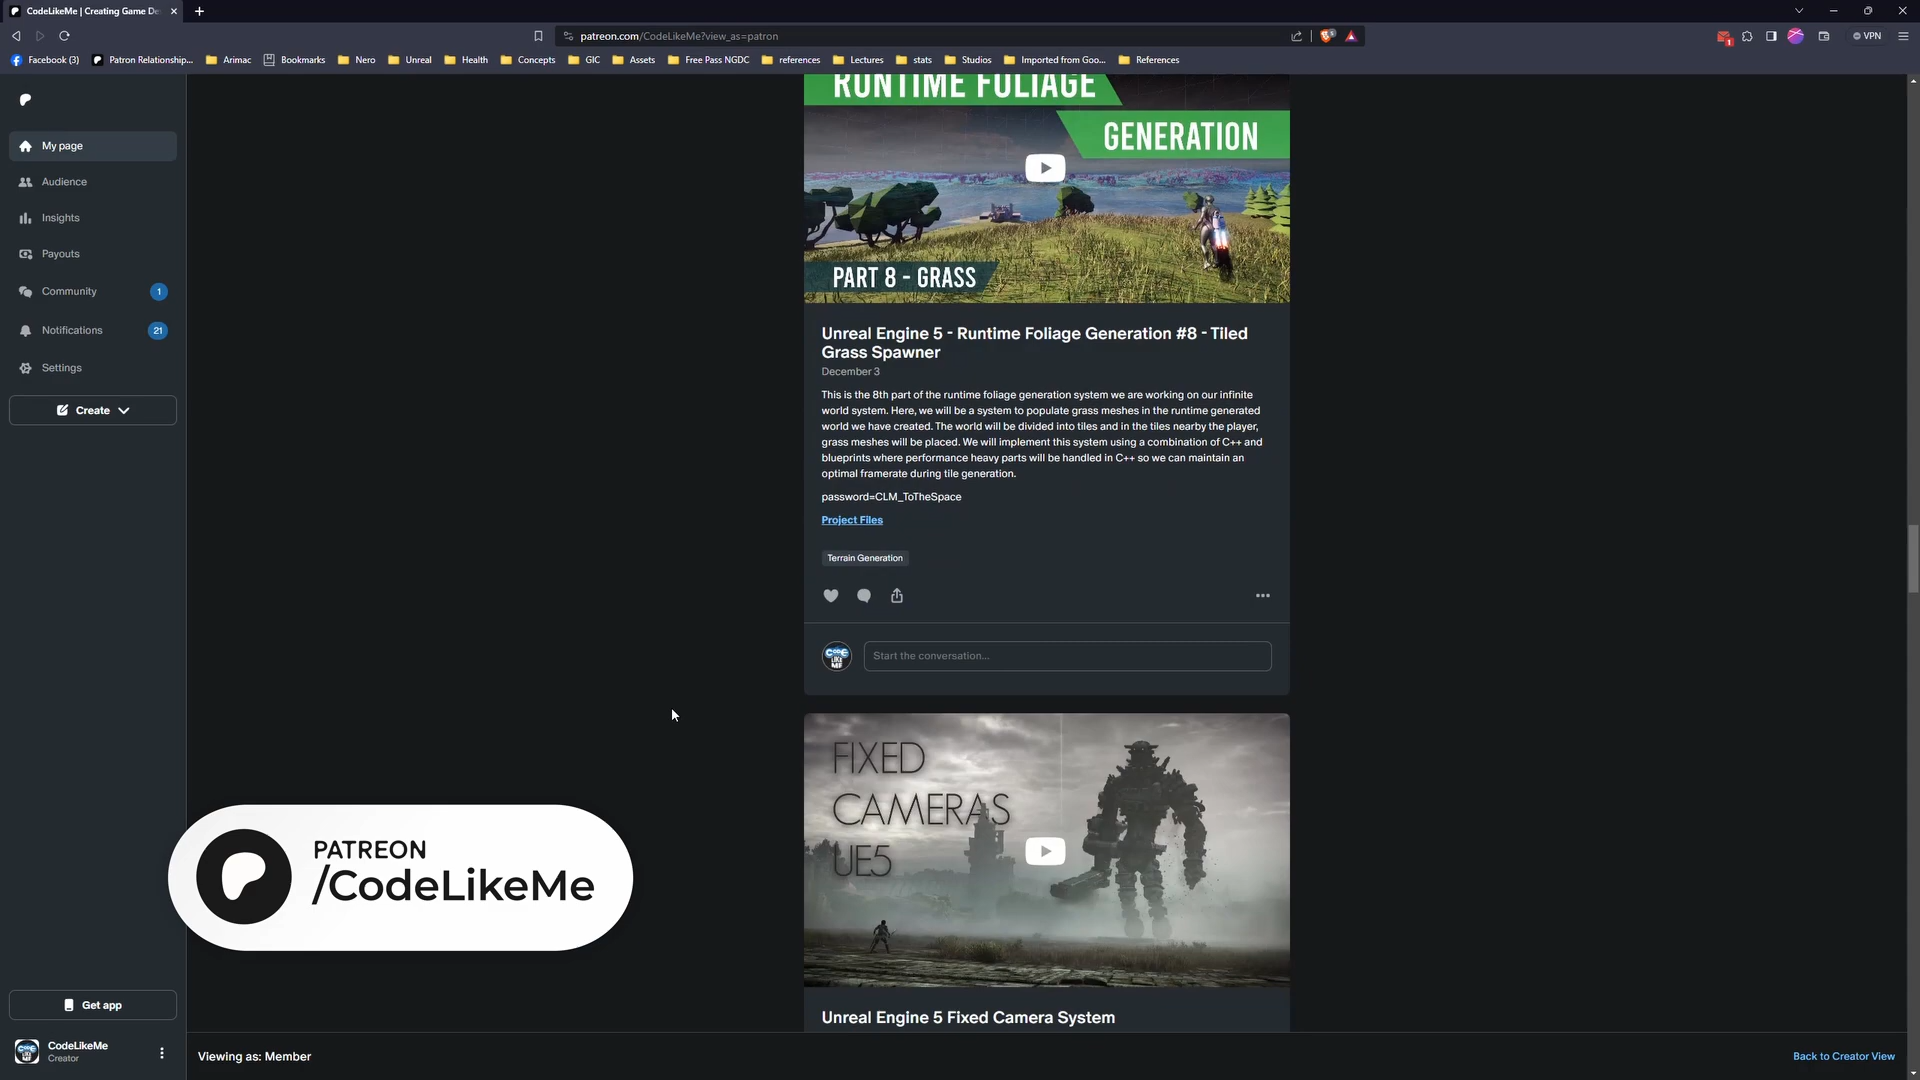 CodeLikeMe | Creating Game De
patreon.com/CodeLikeMe?view_as=patron
1
VPN
Facebook (3)
Patron Relationship...
Arimac
Bookmarks
Nero
Unreal
Health
Concepts
GIC
Assets
Free Pass NGDC
references
Lectures
stats
Studios
Imported from Goo...
References
My page
Audience
Insights
Payouts
Community
1
Notifications
21
Settings
Create
RUNTIME FOLIAGE
GENERATION
PART 8 - GRASS
Unreal Engine 5 - Runtime Foliage Generation #8 - Tiled
Grass Spawner
December 3
This is the 8th part of the runtime foliage generation system we are working on our infinite
world system. Here, we will be a system to populate grass meshes in the runtime generated
world we have created. The world will be divided into tiles and in the tiles nearby the player,
grass meshes will be placed. We will implement this system using a combination of C++ and
blueprints where performance heavy parts will be handled in C++ so we can maintain an
optimal framerate during tile generation.
password=CLM_ToTheSpace
Project Files
Terrain Generation
CODE
LIKE
ME
Start the conversation...
FIXED
CAMERAS
UE5
Unreal Engine 5 Fixed Camera System
PATREON
/CodeLikeMe
Get app
CodeLikeMe
Creator
Viewing as: Member
Back to Creator View